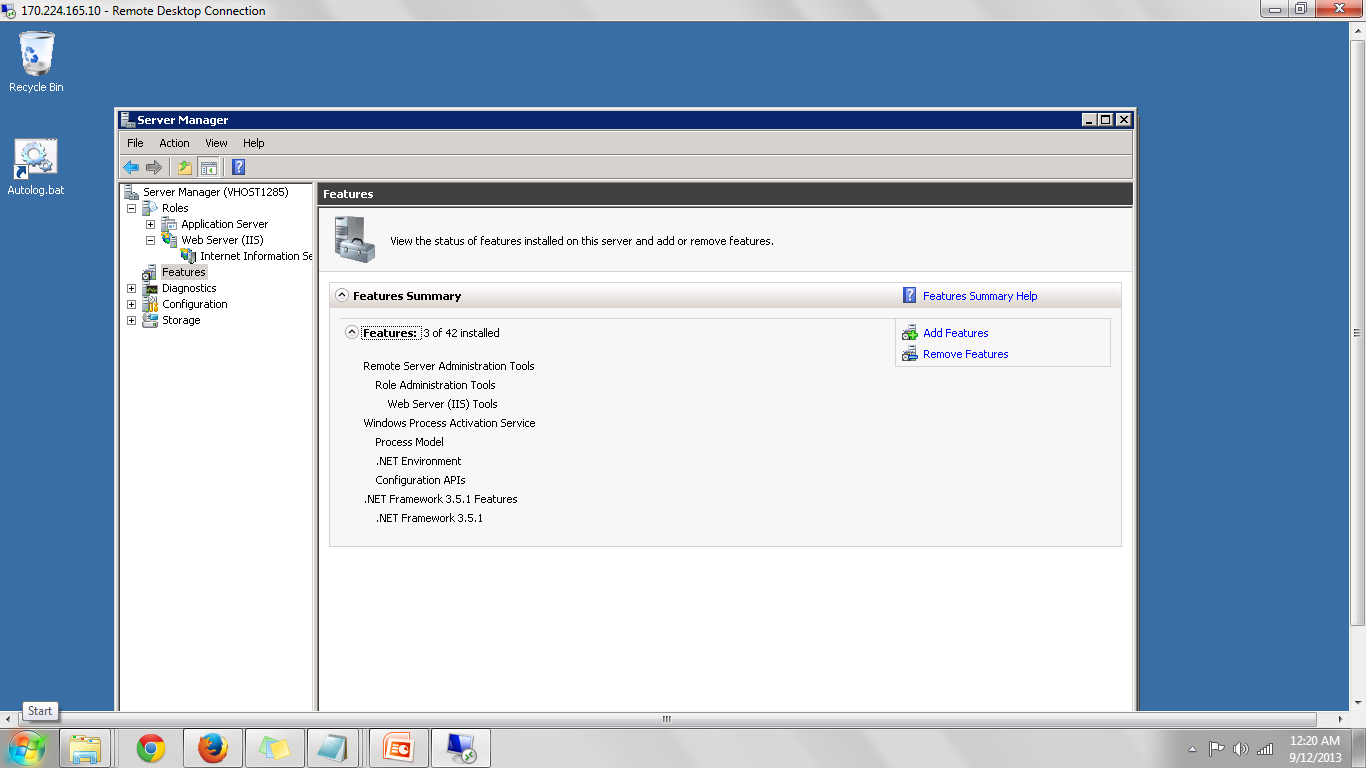 170.224.165.10 - Remote Desktop Connection
Recycle Bin
Autolog.bat
Server Manager
File Action View Help
Server Manager (VHOST1285)
Roles
Application Server
Web Server (IIS)
Internet Information Se
Features
Diagnostics
Configuration
Storage
Features
View the status of features installed on this server and add or remove features.
Features Summary
Features Summary Help
Features: 3 of 42 installed
Add Features
Remove Features
Remote Server Administration Tools
Role Administration Tools
Web Server (IIS) Tools
Windows Process Activation Service
Process Model
.NET Environment
Configuration APIs
.NET Framework 3.5.1 Features
.NET Framework 3.5.1
Start
12:20 AM
9/12/2013